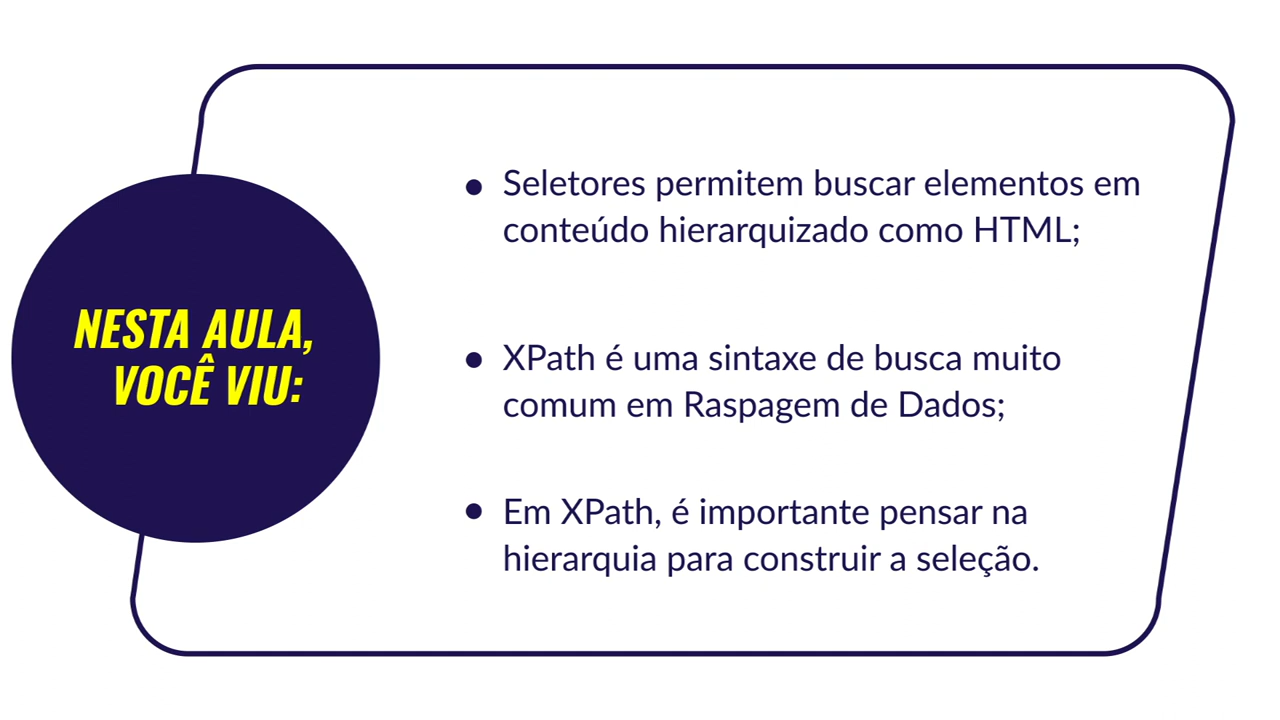 NESTA AULA,
VOCÊ VIU:
● Seletores permitem buscar elementos em
conteúdo hierarquizado como HTML;
● XPath é uma sintaxe de busca muito
comum em Raspagem de Dados;
● Em XPath, é importante pensar na
hierarquia para construir a seleção.